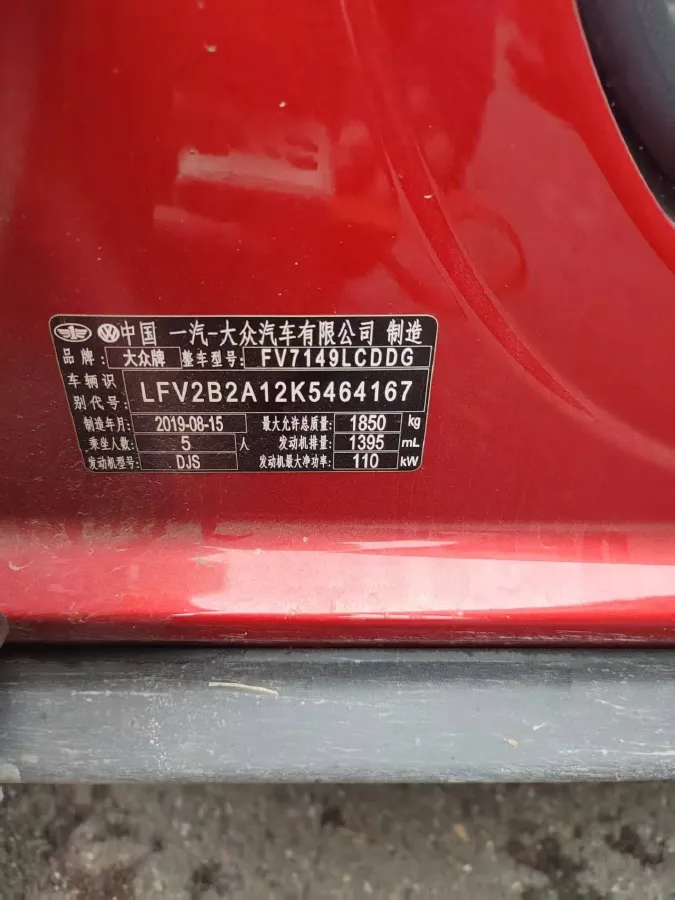 中国 一汽-大众汽车有限公司 制造
品牌: 大众牌 整车型号: FV7149LCDDG
车辆识别代号: LFV2B2A12K5464167
制造年月: 2019-08-15 最大允许总质量: 1850 kg
乘坐人数: 5 人 发动机排量: 1395 mL
发动机型号: DJS 发动机最大净功率: 110 kW